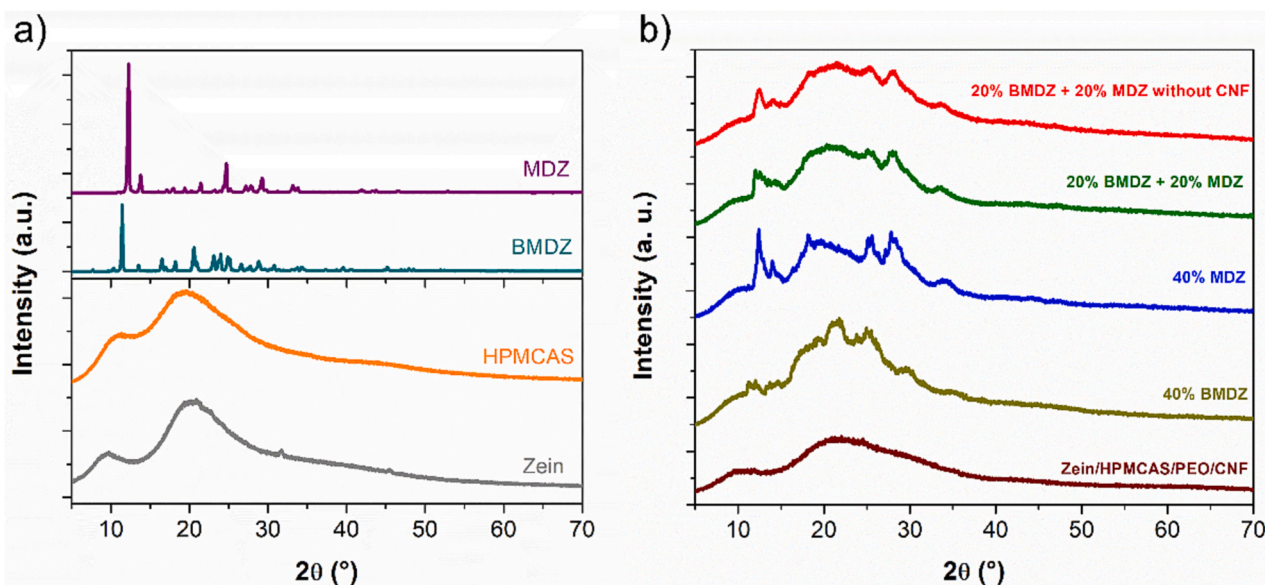 a)
Intensity (a.u.)
MDZ
BMDZ
HPMCAS
Zein
10 20 30 40 50 60 70
2θ (°)
b)
Intensity (a. u.)
20% BMDZ + 20% MDZ without CNF
20% BMDZ + 20% MDZ
40% MDZ
40% BMDZ
Zein/HPMCAS/PEO/CNF
10 20 30 40 50 60 70
2θ (°)